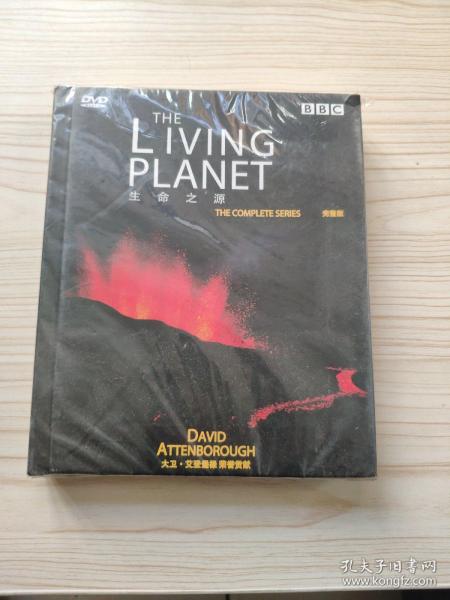 DVD
BBC
THE
LIVING
PLANET
生命之源
THE COMPLETE SERIES 完整版
DAVID
ATTENBOROUGH
大卫·艾登堡禄 荣誉贡献
孔夫子旧书网
www.kongfz.com